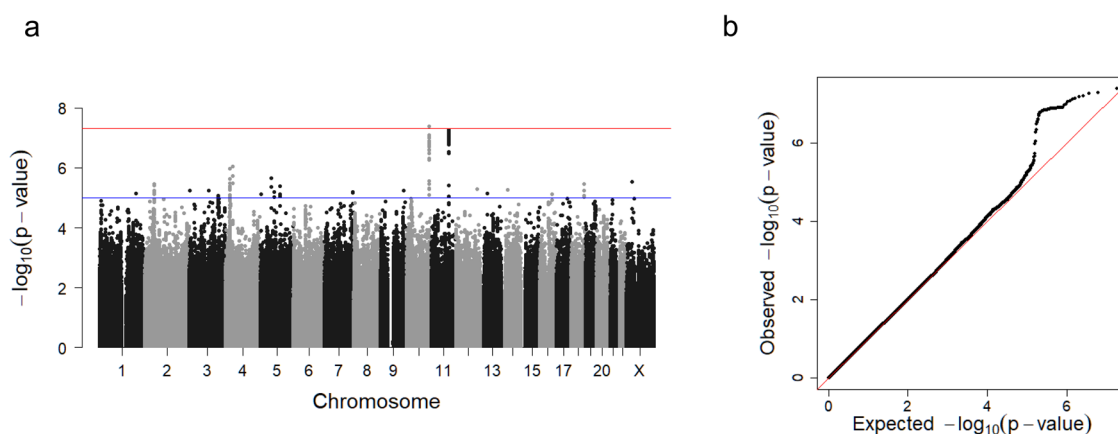 a
8
6
4
2
0
−log10(p−value)
1 2 3 4 5 6 7 8 9 11 13 15 17 20 X
Chromosome
b
6
4
2
0
Observed −log10(p−value)
0 2 4 6
Expected −log10(p−value)